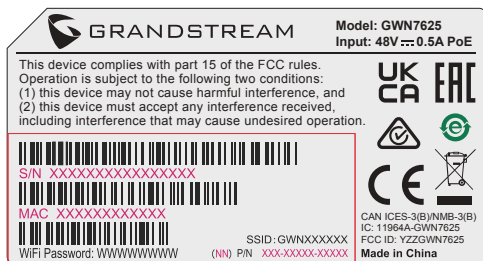 GRANDSTREAM
Model: GWN7625
Input: 48V⎓0.5A PoE
This device complies with part 15 of the FCC rules.
Operation is subject to the following two conditions:
(1) this device may not cause harmful interference, and
(2) this device must accept any interference received,
including interference that may cause undesired operation.
UK
CA
EAC
e
CE
S/N XXXXXXXXXXXXXXXX
MAC XXXXXXXXXXXX
SSID:GWNXXXXXX
WiFi Password: WWWWWWWW
(NN) P/N XXX-XXXXX-XXXXX
CAN ICES-3(B)/NMB-3(B)
IC: 11964A-GWN7625
FCC ID: YZZGWN7625
Made in China